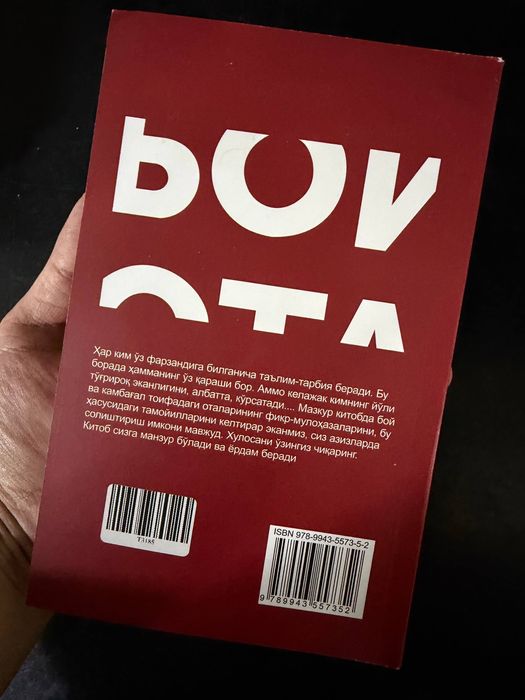 БОЙ
ОТА
Ҳар ким ўз фарзандига билганича таълим-тарбия беради. Бу
борада ҳамманинг ўз қараши бор. Аммо келажак кимнинг йўли
тўғрироқ эканлигини, албатта, кўрсатади.... Мазкур китобда бой
ва камбағал тоифадаги оталарининг фикр-мулоҳазаларини, бу
ҳасусидаги тамойилларини келтирар эканмиз, сиз азизларда
солиштириш имкони мавжуд. Хулосани ўзингиз чиқаринг.
Китоб сизга манзур бўлади ва ёрдам беради
T3185
ISBN 978-9943-5573-5-2
9 789943 557352